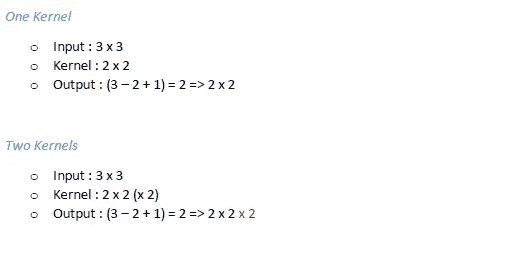 One Kernel
o Input : 3 x 3
o Kernel : 2 x 2
o Output : (3 – 2 + 1) = 2 => 2 x 2
Two Kernels
o Input : 3 x 3
o Kernel : 2 x 2 (x 2)
o Output : (3 – 2 + 1) = 2 => 2 x 2 x 2